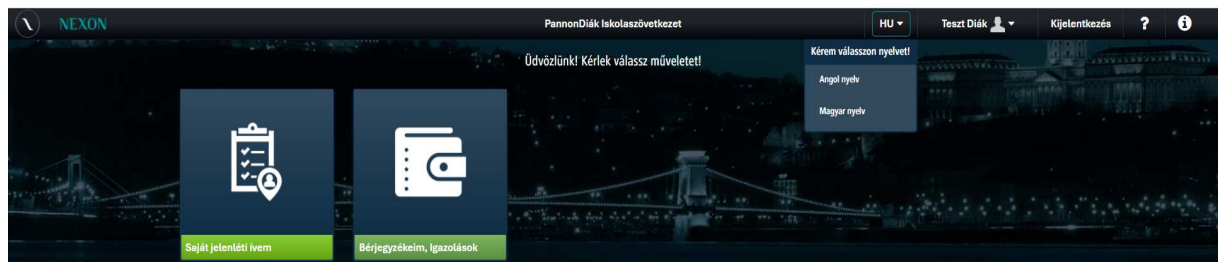 NEXON
PannonDiák Iskolaszövetkezet
HU
Teszt Diák
Kijelentkezés
?
i
Üdvözlünk! Kérlek válassz műveletet!
Kérem válasszon nyelvet!
Angol nyelv
Magyar nyelv
Saját jelenléti ívem
Bérjegyzékeim, Igazolások